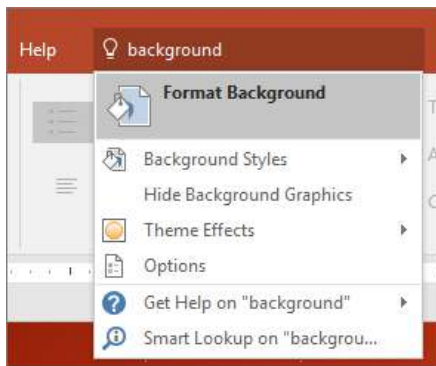 Help
background
Format Background
Background Styles
Hide Background Graphics
Theme Effects
Options
Get Help on "background"
Smart Lookup on "backgrou...